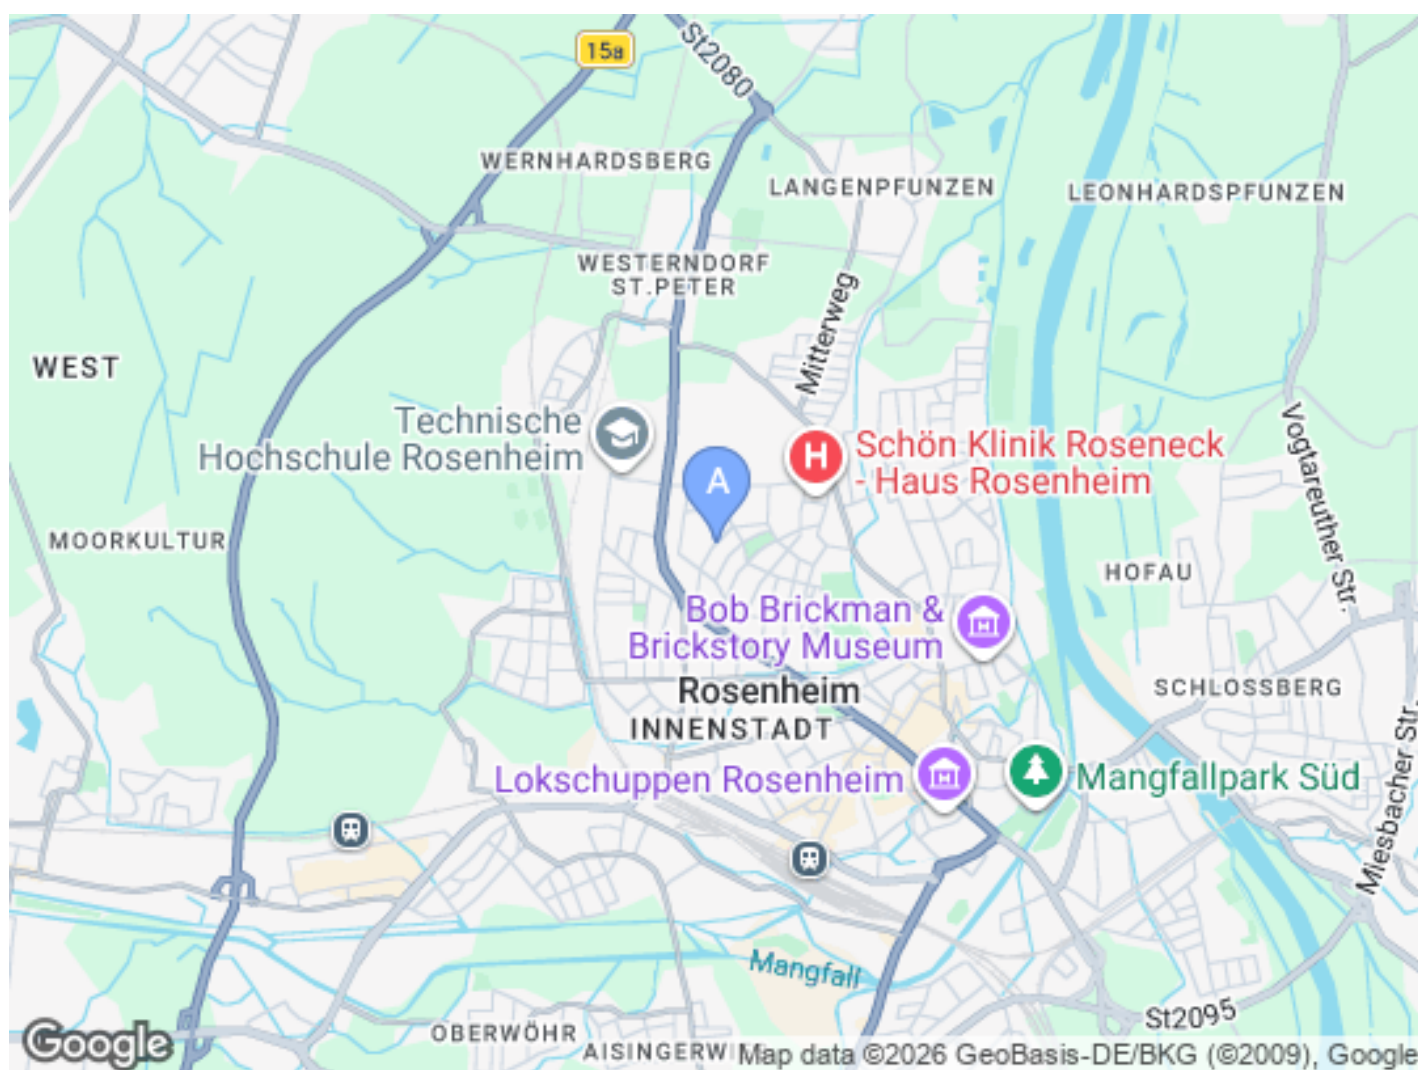 15a
St2080
WERNHARDSBERG
LANGENPFUNZEN
LEONHARDSPFUNZEN
WESTERNDORF
ST.PETER
Mitterweg
WEST
Technische
Hochschule Rosenheim
A
H
Schön Klinik Roseneck
- Haus Rosenheim
Vogtareuther Str.
MOORKULTUR
HOFAU
Bob Brickman &
Brickstory Museum
Rosenheim
INNENSTADT
SCHLOSSBERG
Lokschuppen Rosenheim
Mangfallpark Süd
Miesbacher Str.
Mangfall
St2095
OBERWÖHR
Google
Map data ©2026 GeoBasis-DE/BKG (©2009), Google